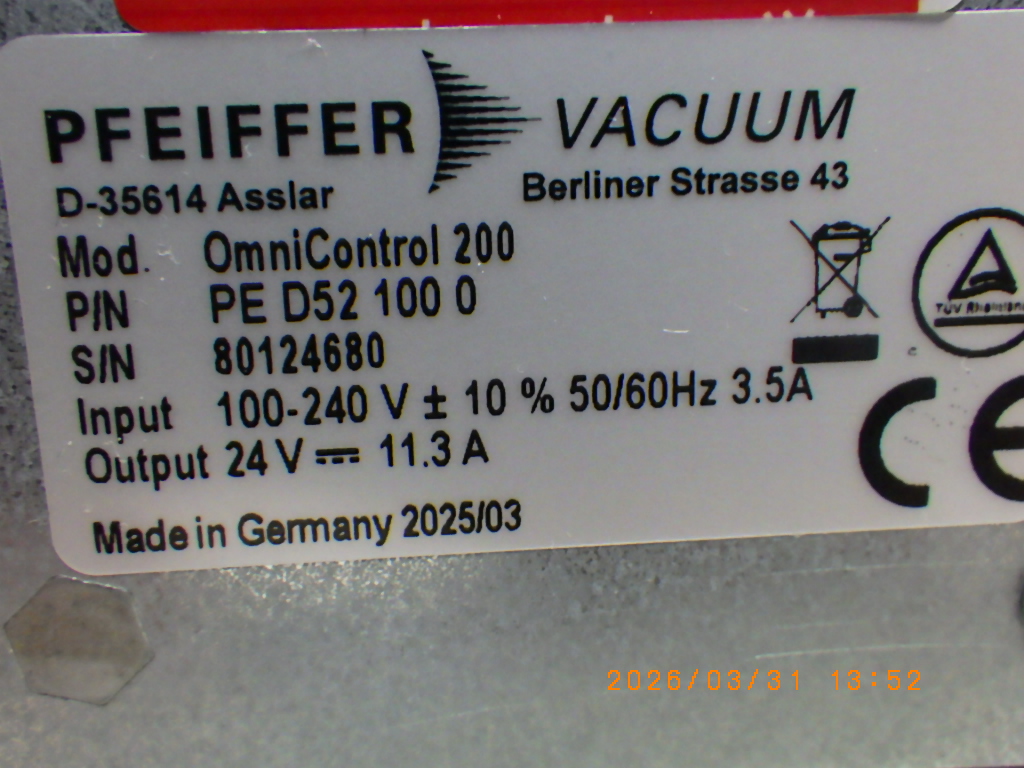 PFEIFFER VACUUM
D-35614 Asslar Berliner Strasse 43
Mod. OmniControl 200
P/N PE D52 100 0
S/N 80124680
Input 100-240 V ± 10 % 50/60Hz 3.5A
Output 24 V ⎓ 11.3 A
Made in Germany 2025/03
CE
2026/03/31 13:52